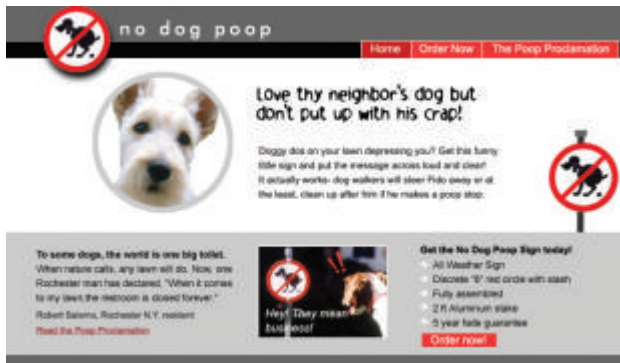 no dog poop
Home
Order Now
The Poop Proclamation
Love thy neighbor's dog but
don't put up with his crap!
Doggy doo on your lawn depressing you? Get this funny
little sign and put the message across loud and clear!
It actually works- dog walkers will steer Fido away or at
the least, clean up after him if he makes a poop stop.
To some dogs, the world is one big toilet.
When nature calls, any lawn will do. Now, one
Rochester man has declared, "When it comes
to my lawn the restroom is closed forever."
Robert Salerno, Rochester N.Y. resident
Read the Poop Proclamation
Hey! They mean
business!
Get the No Dog Poop Sign today!
All Weather Sign
Discrete "6" red circle with slash
Fully assembled
2 ft Aluminum stake
5 year fade guarantee
Order now!